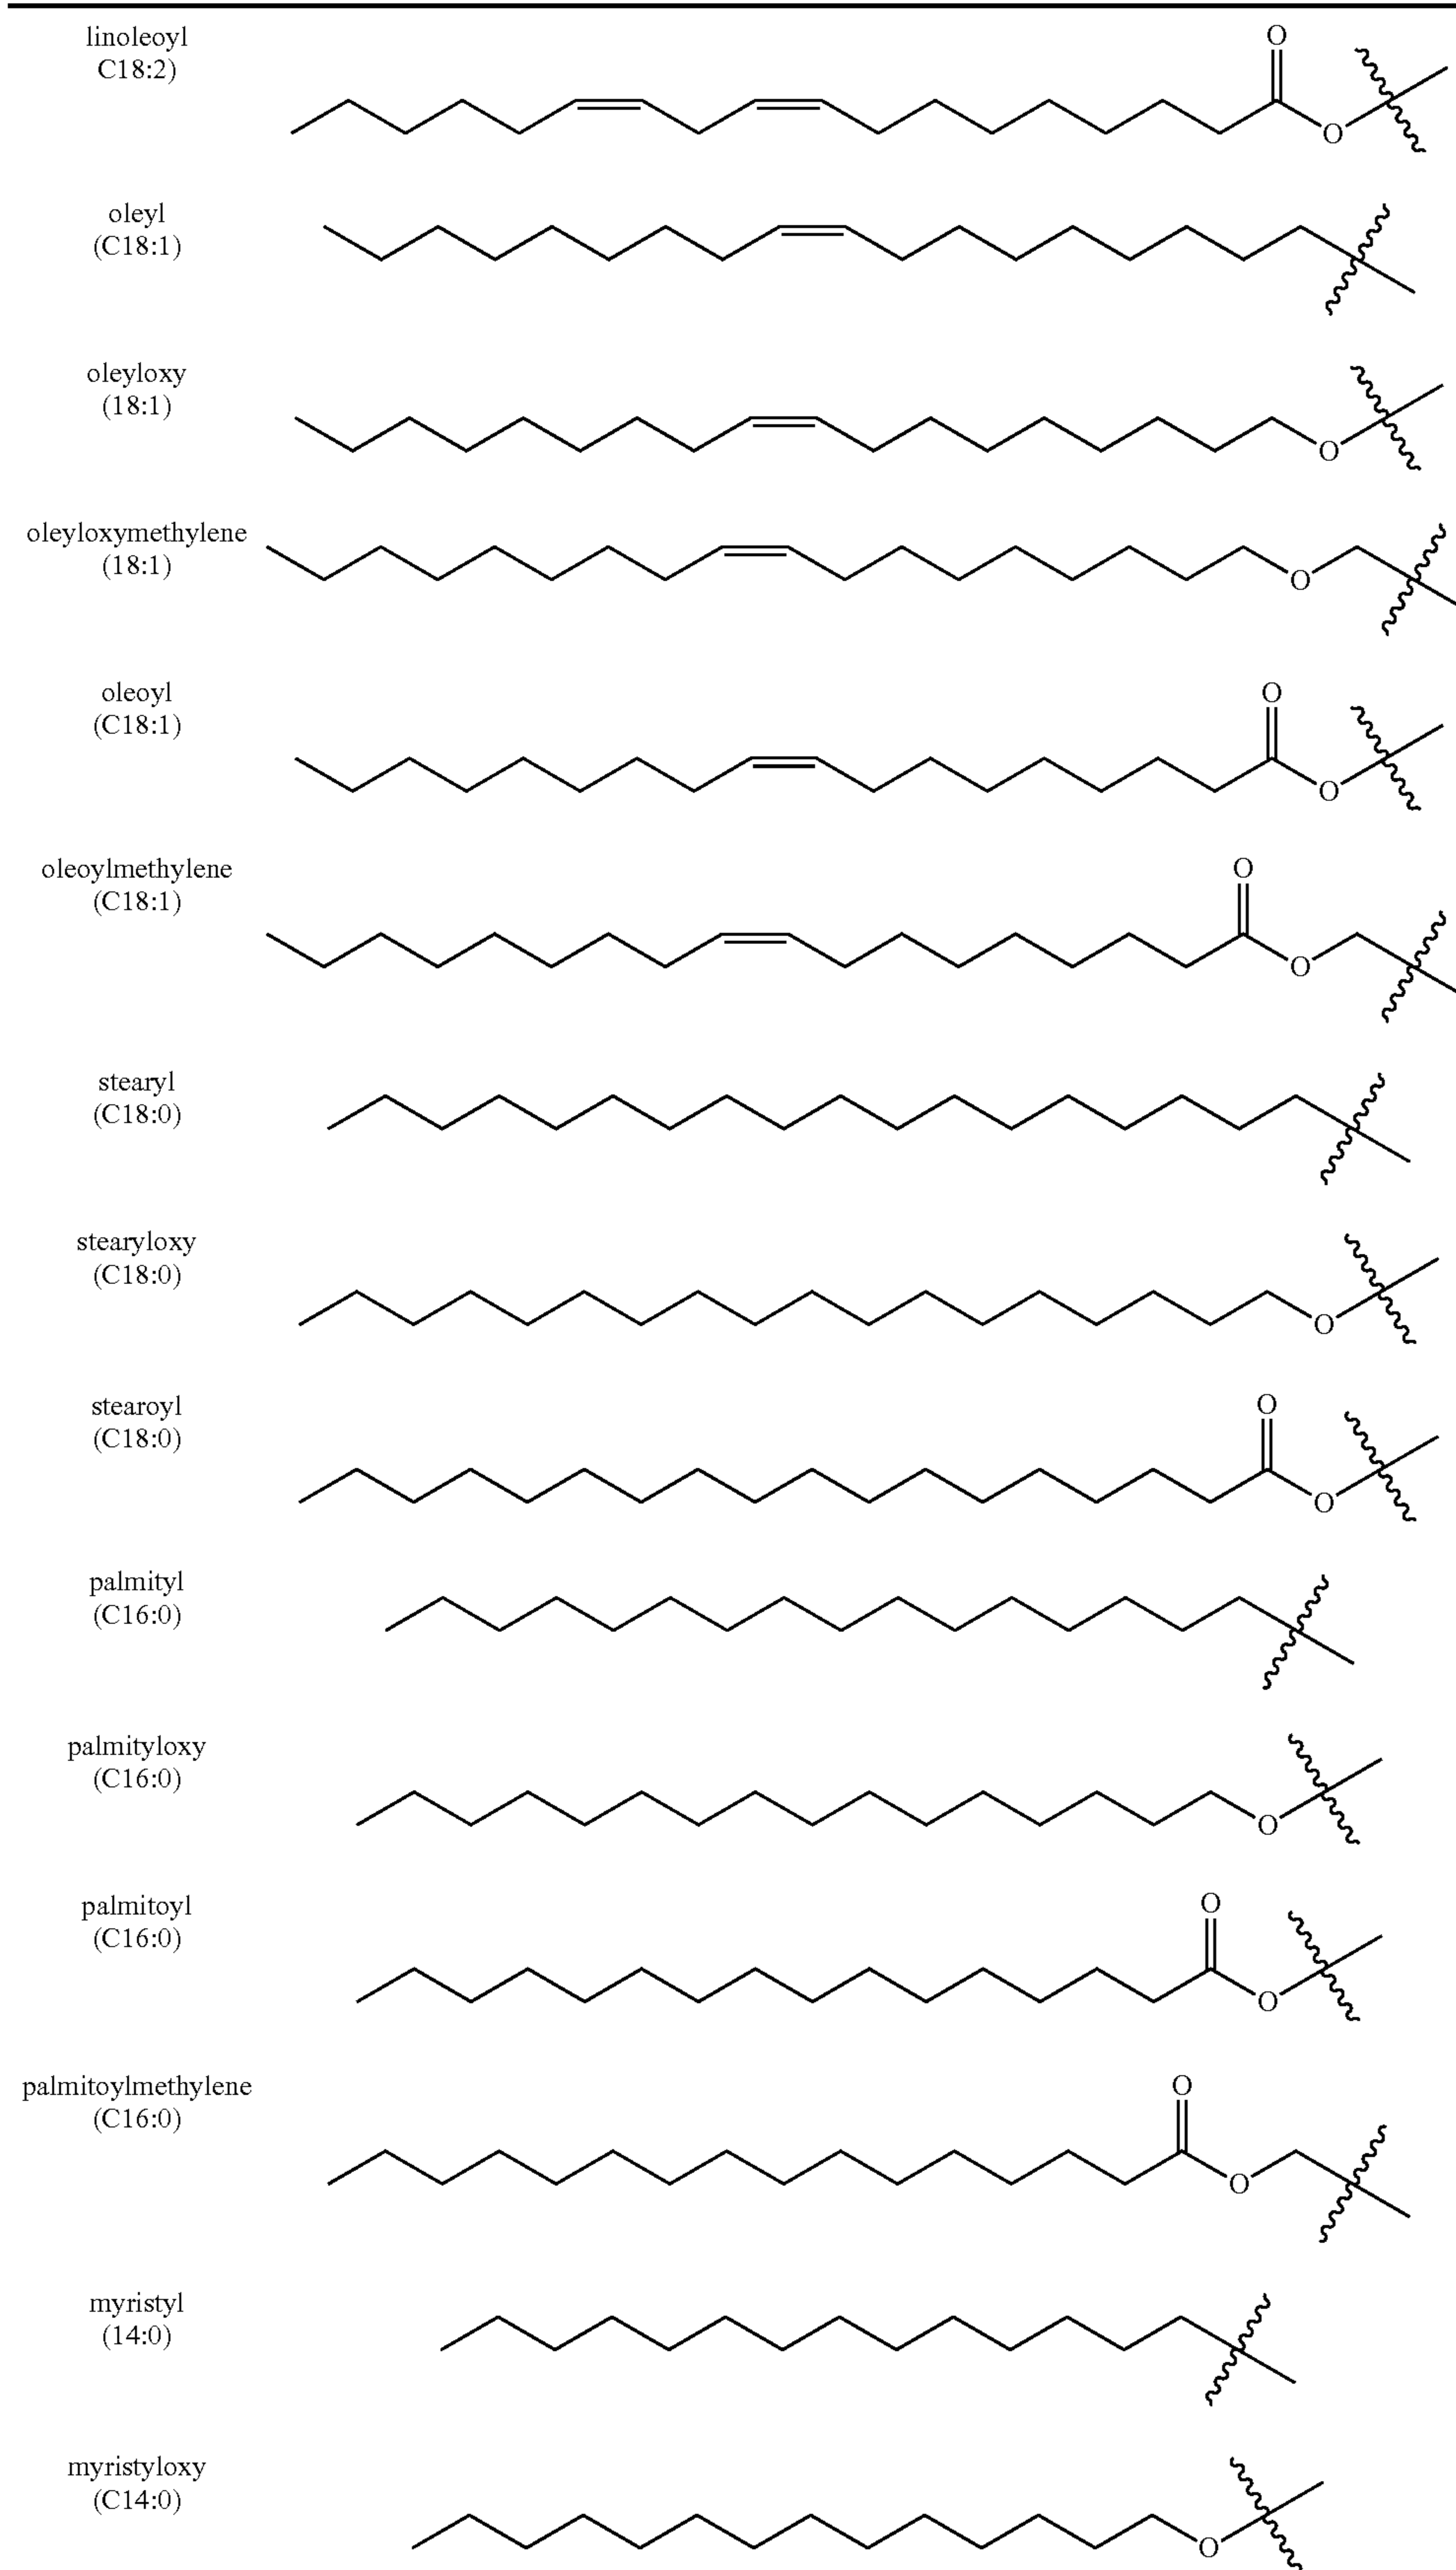 linoleoyl
C18:2)
O
O
oleyl
(C18:1)
oleyloxy
(18:1)
O
oleyloxymethylene
(18:1)
O
oleoyl
(C18:1)
O
O
oleoylmethylene
(C18:1)
O
O
stearyl
(C18:0)
stearyloxy
(C18:0)
O
stearoyl
(C18:0)
O
O
palmityl
(C16:0)
palmityloxy
(C16:0)
O
palmitoyl
(C16:0)
O
O
palmitoylmethylene
(C16:0)
O
O
myristyl
(14:0)
myristyloxy
(C14:0)
O